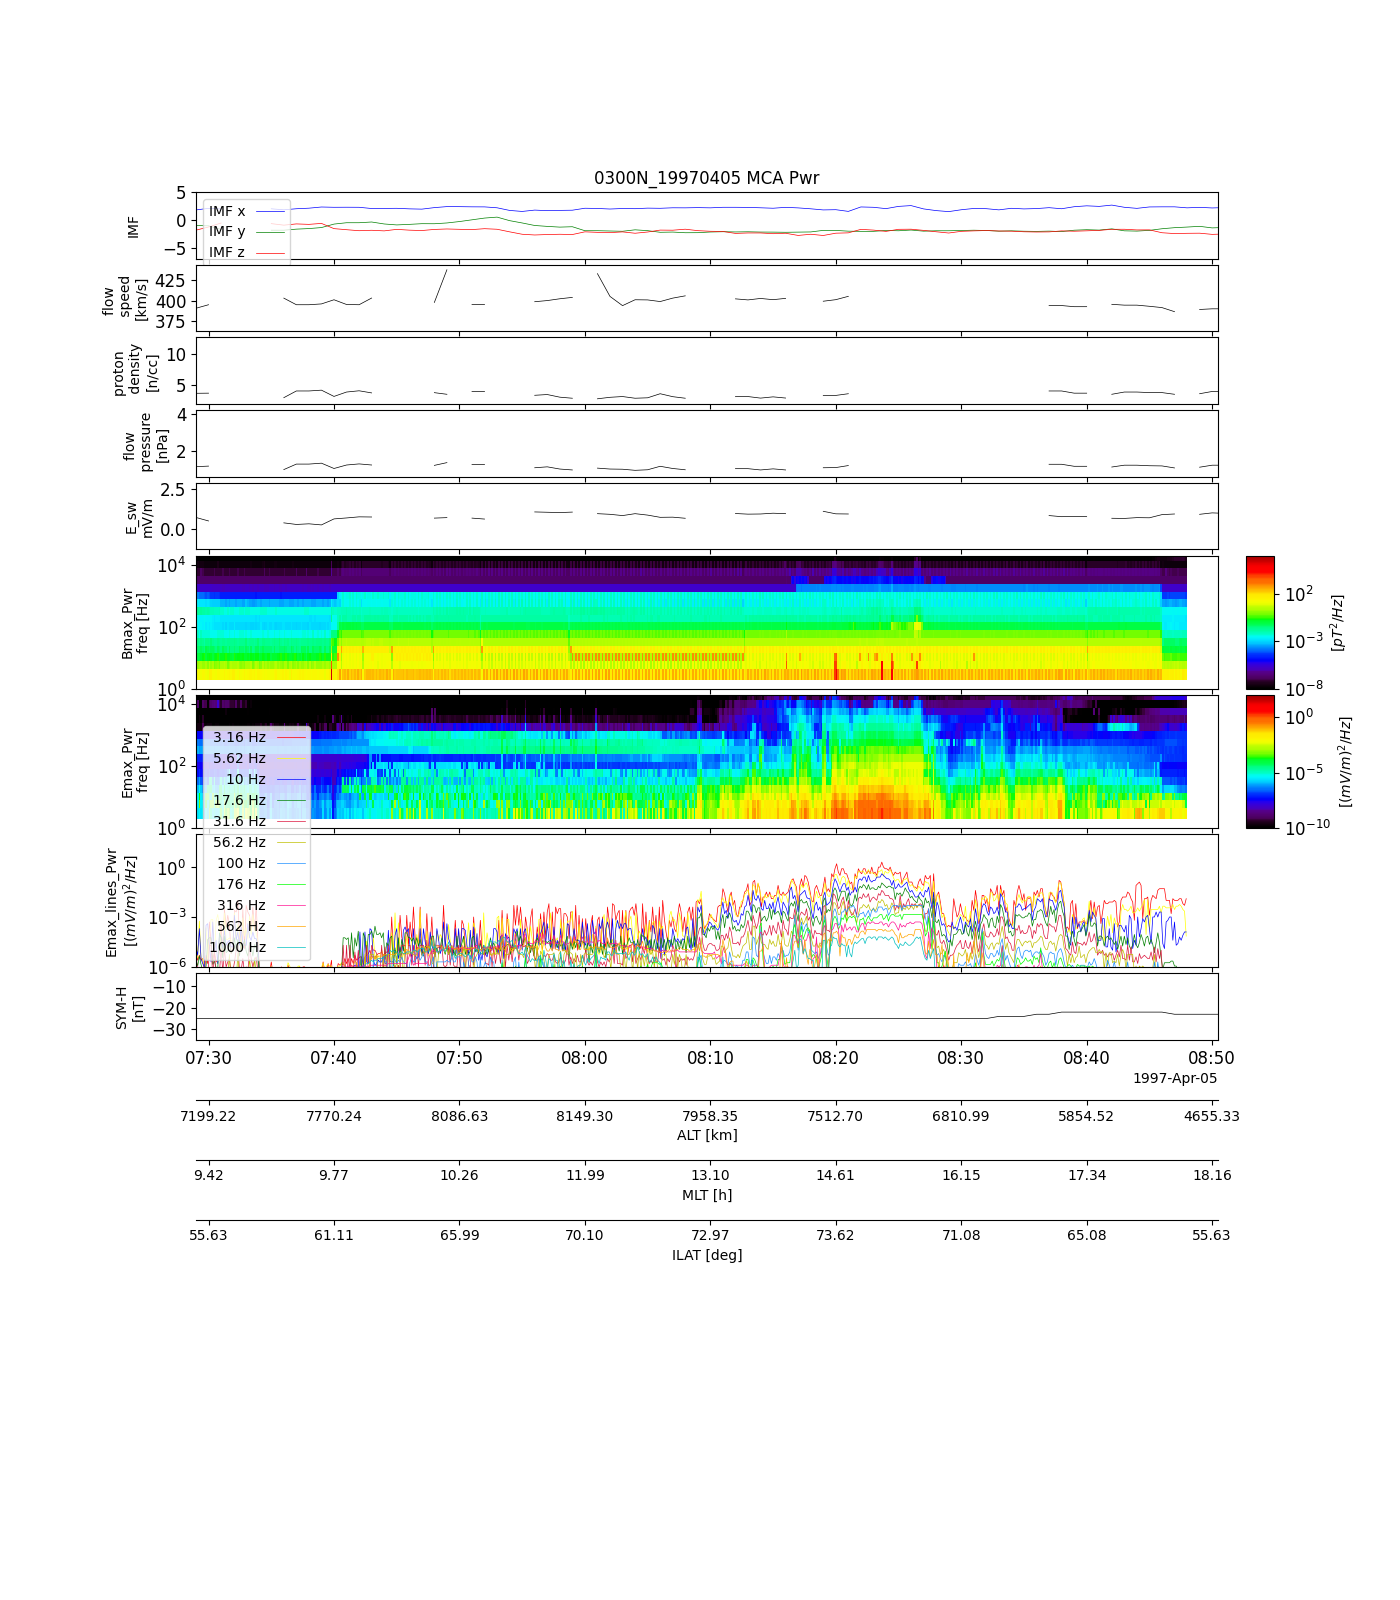 0300N_19970405 MCA Pwr
5
0
−5
IMF
IMF x
IMF y
IMF z
425
400
375
flow
speed
[km/s]
10
5
proton
density
[n/cc]
4
2
flow
pressure
[nPa]
2.5
0.0
E_sw
mV/m
10^4
10^2
10^0
Bmax_Pwr
freq [Hz]
10^2
10^−3
10^−8
[pT^2/Hz]
10^4
10^2
10^0
Emax_Pwr
freq [Hz]
10^0
10^−5
10^−10
[(mV/m)^2/Hz]
3.16 Hz
5.62 Hz
10 Hz
17.6 Hz
31.6 Hz
56.2 Hz
100 Hz
176 Hz
316 Hz
562 Hz
1000 Hz
10^0
10^−3
10^−6
Emax_lines_Pwr
[(mV/m)^2/Hz]
−10
−20
−30
SYM-H
[nT]
07:30 07:40 07:50 08:00 08:10 08:20 08:30 08:40 08:50
1997-Apr-05
7199.22 7770.24 8086.63 8149.30 7958.35 7512.70 6810.99 5854.52 4655.33
ALT [km]
9.42 9.77 10.26 11.99 13.10 14.61 16.15 17.34 18.16
MLT [h]
55.63 61.11 65.99 70.10 72.97 73.62 71.08 65.08 55.63
ILAT [deg]